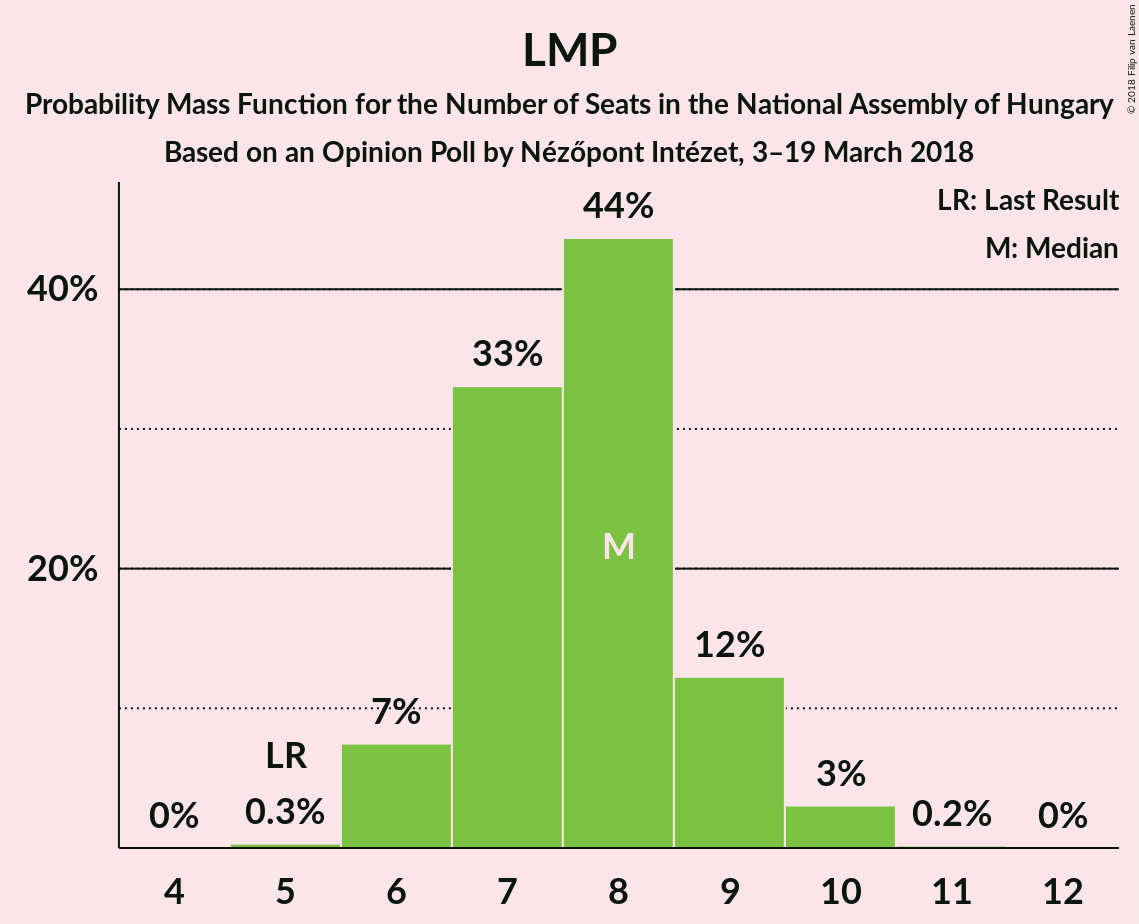 LMP
Probability Mass Function for the Number of Seats in the National Assembly of Hungary
Based on an Opinion Poll by Nézőpont Intézet, 3–19 March 2018
© 2018 Filip van Laenen
LR: Last Result
M: Median
40%
20%
0%
LR
0.3%
7%
33%
44%
M
12%
3%
0.2%
0%
4 5 6 7 8 9 10 11 12